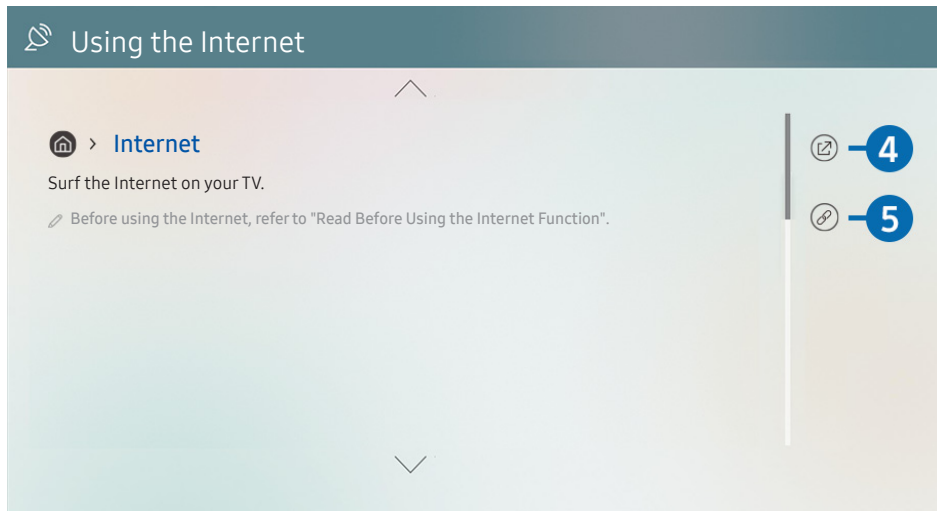 Using the Internet
> Internet
4
Surf the Internet on your TV.
5
Before using the Internet, refer to "Read Before Using the Internet Function".